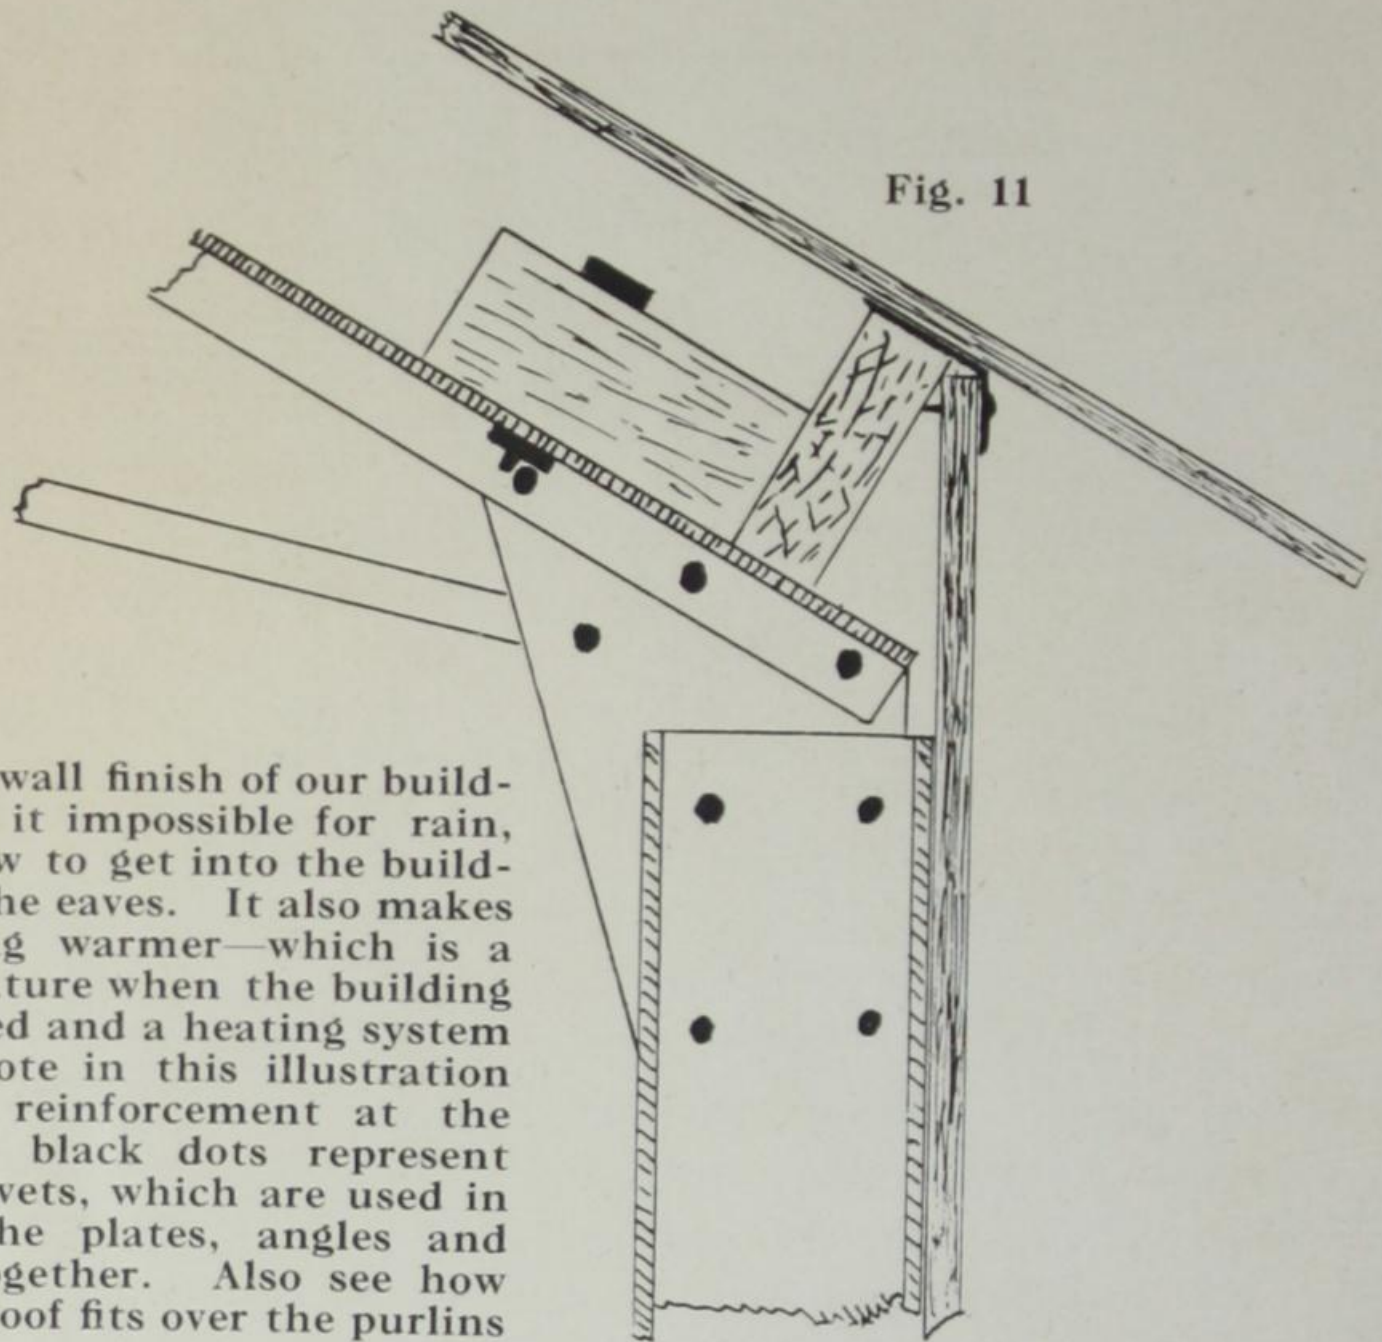 Fig. 11
wall finish of our build-
it impossible for rain,
w to get into the build-
he eaves. It also makes
g warmer—which is a
ture when the building
ed and a heating system
ote in this illustration
reinforcement at the
black dots represent
vets, which are used in
he plates, angles and
gether. Also see how
oof fits over the purlins